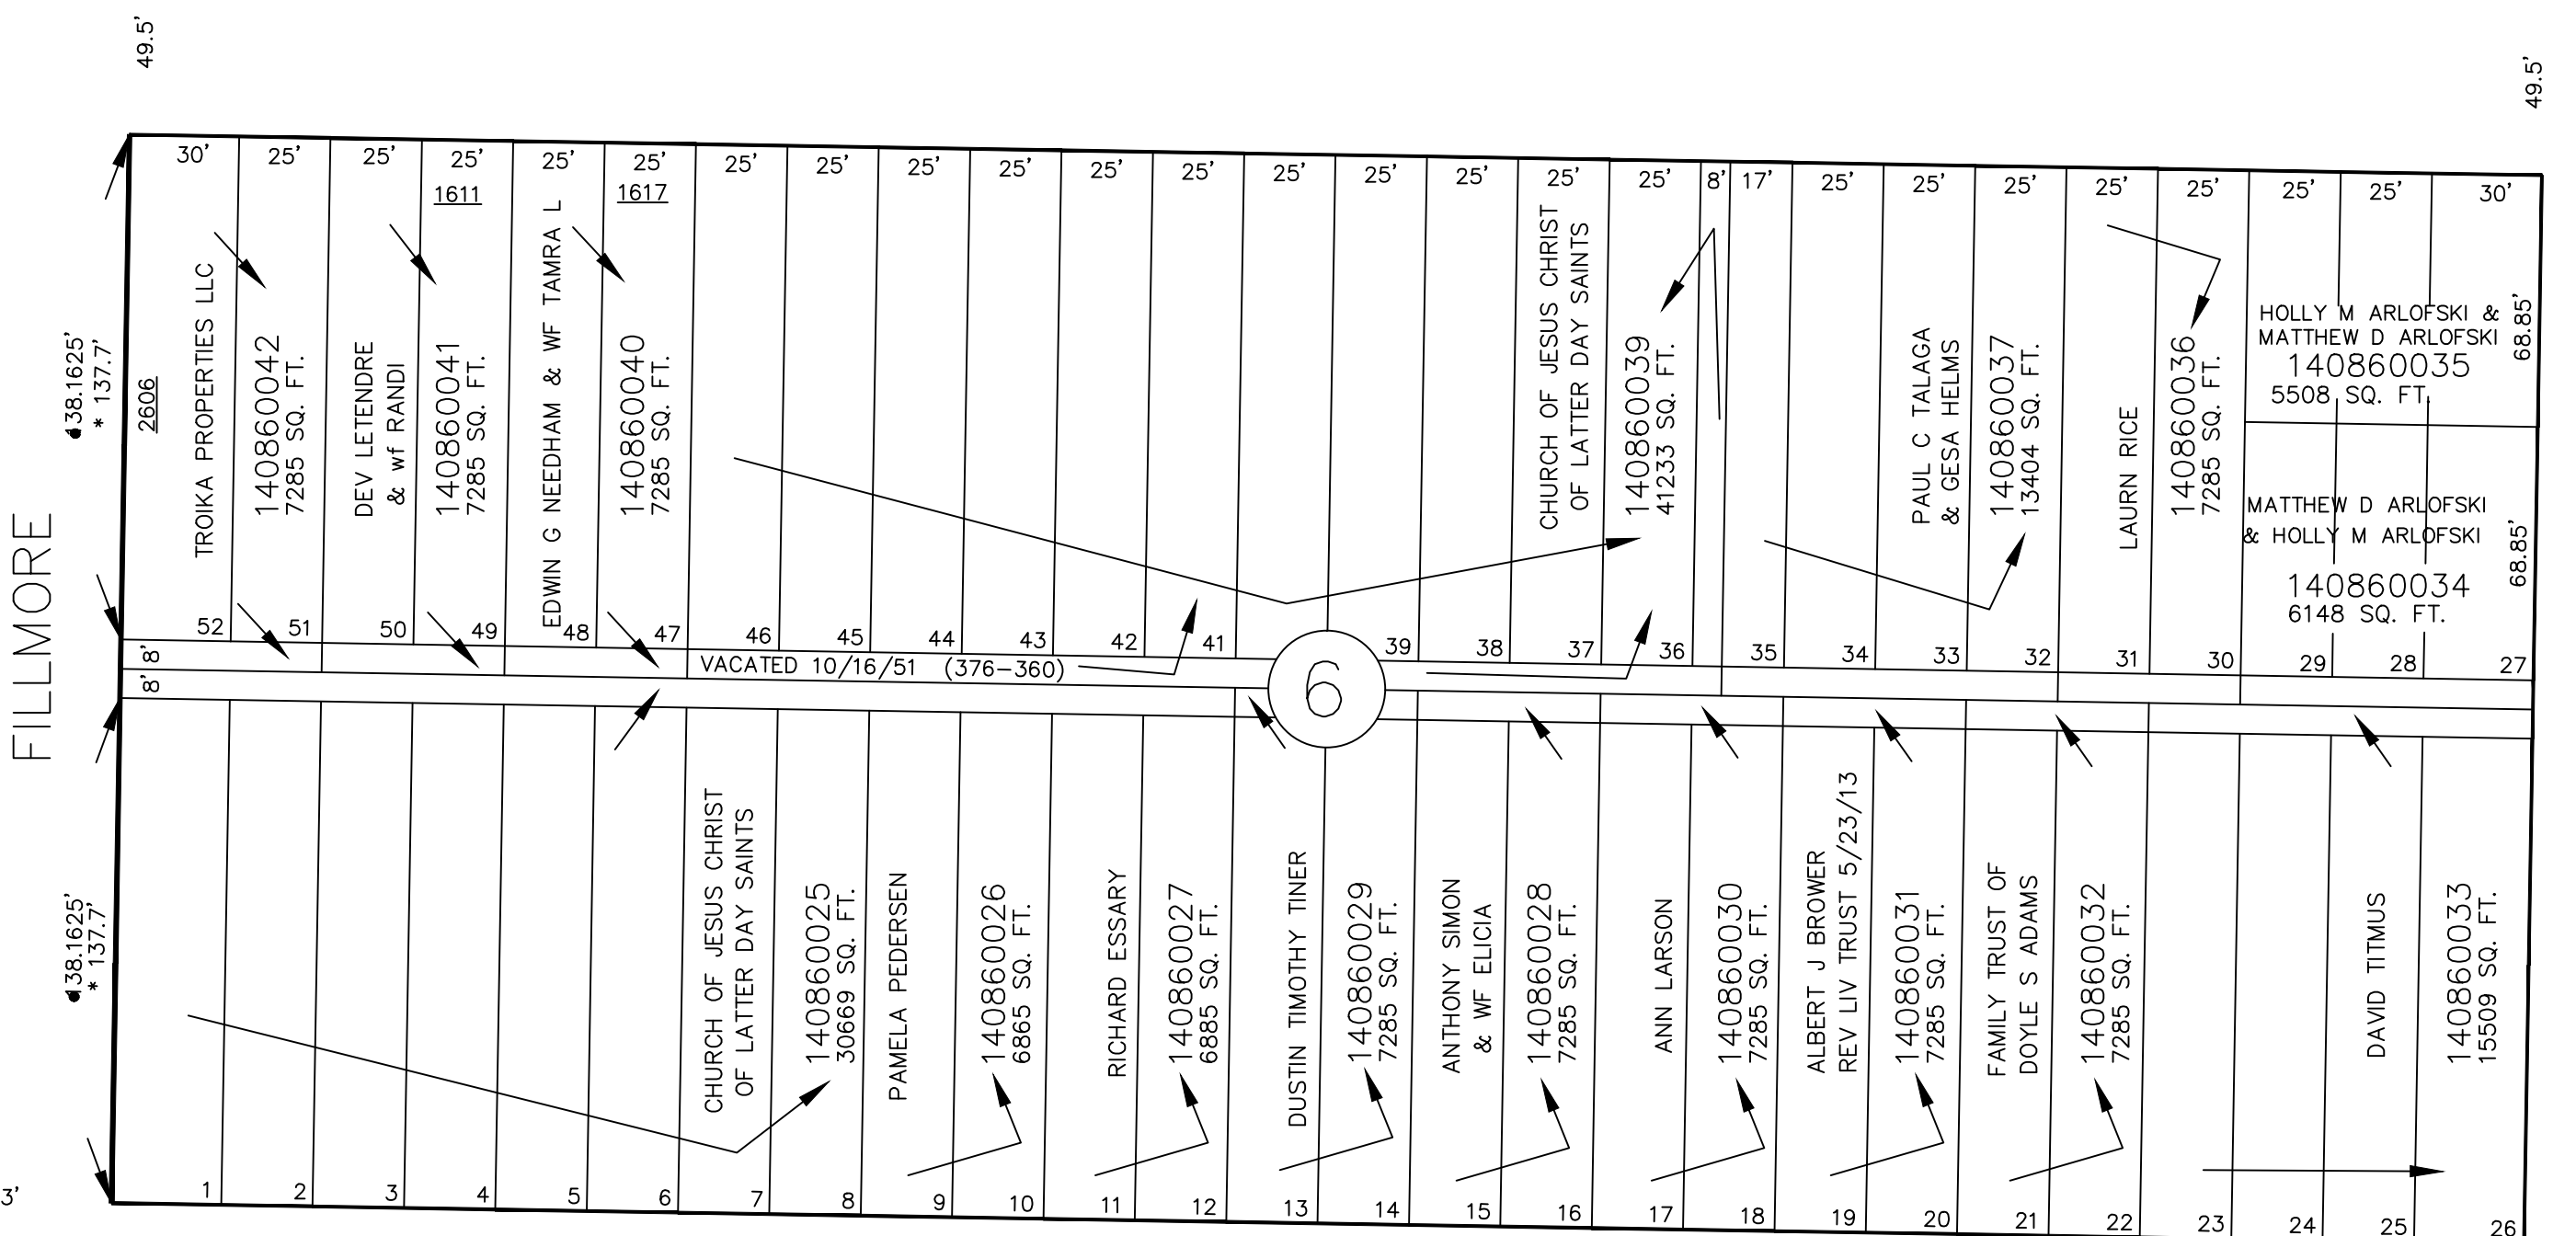 49.5'
49.5'
30' 25' 25' 25' 25' 25' 25' 25' 25' 25' 25' 25' 25' 25' 25' 25' 25' 8' 17' 25' 25' 25' 25' 25' 25' 25' 30'
1611
1617
FILLMORE
138.1625'
* 137.7'
2606
TROIKA PROPERTIES LLC
140860042
7285 SQ. FT.
DEV LETENDRE
& wf RANDI
140860041
7285 SQ. FT.
EDWIN G NEEDHAM & WF TAMRA L
140860040
7285 SQ. FT.
CHURCH OF JESUS CHRIST
OF LATTER DAY SAINTS
140860039
41233 SQ. FT.
PAUL C TALAGA
& GESA HELMS
140860037
13404 SQ. FT.
LAURN RICE
140860036
7285 SQ. FT.
HOLLY M ARLOFSKI &
MATTHEW D ARLOFSKI
140860035
5508 SQ. FT.
68.85'
MATTHEW D ARLOFSKI
& HOLLY M ARLOFSKI
140860034
6148 SQ. FT.
68.85'
52 51 50 49 48 47 46 45 44 43 42 41 39 38 37 36 35 34 33 32 31 30 29 28 27
8'
8'
VACATED 10/16/51 (376-360)
6
138.1625'
* 137.7'
CHURCH OF JESUS CHRIST
OF LATTER DAY SAINTS
140860025
30669 SQ. FT.
PAMELA PEDERSEN
140860026
6865 SQ. FT.
RICHARD ESSARY
140860027
6885 SQ. FT.
DUSTIN TIMOTHY TINER
140860029
7285 SQ. FT.
ANTHONY SIMON
& WF ELICIA
140860028
7285 SQ. FT.
ANN LARSON
140860030
7285 SQ. FT.
ALBERT J BROWER
REV LIV TRUST 5/23/13
140860031
7285 SQ. FT.
FAMILY TRUST OF
DOYLE S ADAMS
140860032
7285 SQ. FT.
DAVID TITMUS
140860033
15509 SQ. FT.
3'
1 2 3 4 5 6 7 8 9 10 11 12 13 14 15 16 17 18 19 20 21 22 23 24 25 26